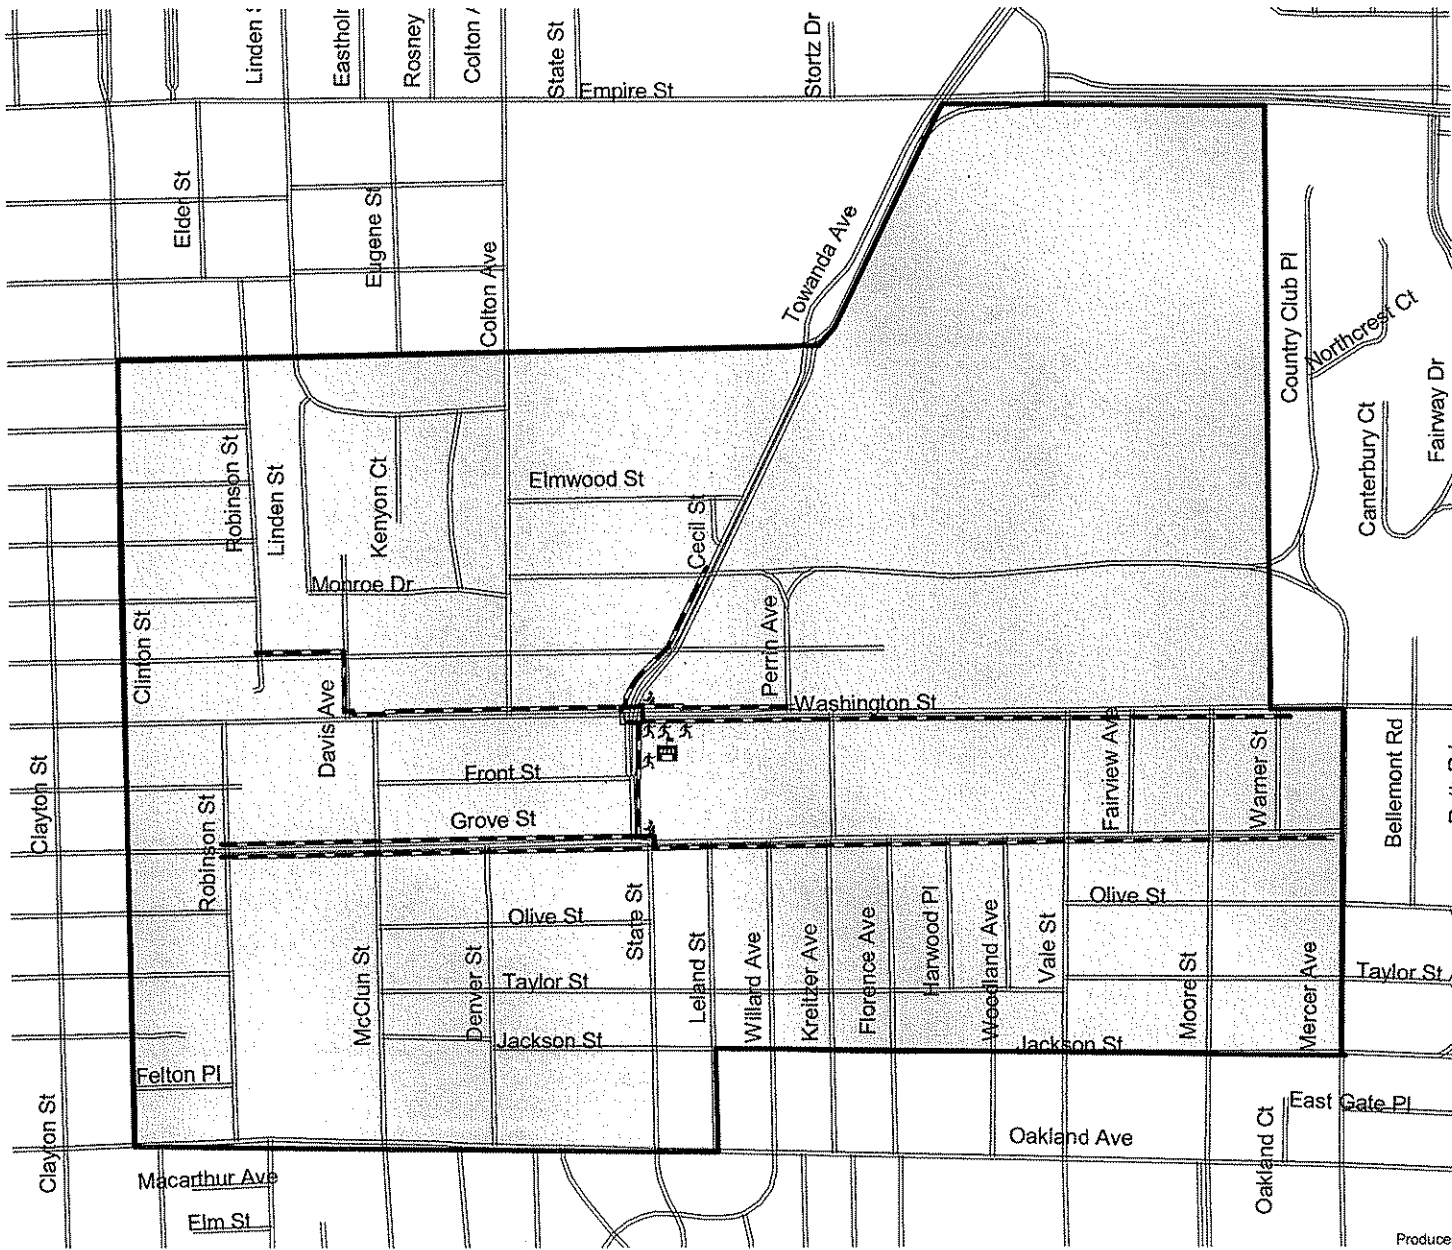 Linden
Rosney
State St
Stortz Dr
Empire St
Elder St
Eugene St
Colton Ave
Towanda Ave
Country Club Pl
Northcrest Ct
Fairway Dr
Canterbury Ct
Robinson St
Linden St
Kenyon Ct
Elmwood St
Cecil St
Monroe Dr
Clinton St
Perrin Ave
Washington St
Davis Ave
Fairview Ave
Warner St
Bellemont Rd
Clayton St
Front St
Grove St
Robinson St
Olive St
Olive St
State St
McClun St
Denver St
Taylor St
Leland St
Willard Ave
Kreitzer Ave
Florence Ave
Harwood Pl
Woodland Ave
Vale St
Moore St
Mercer Ave
Taylor St
Jackson St
Jackson St
Felton Pl
Clayton St
East Gate Pl
Oakland Ave
Oakland Ct
Macarthur Ave
Elm St
Produce